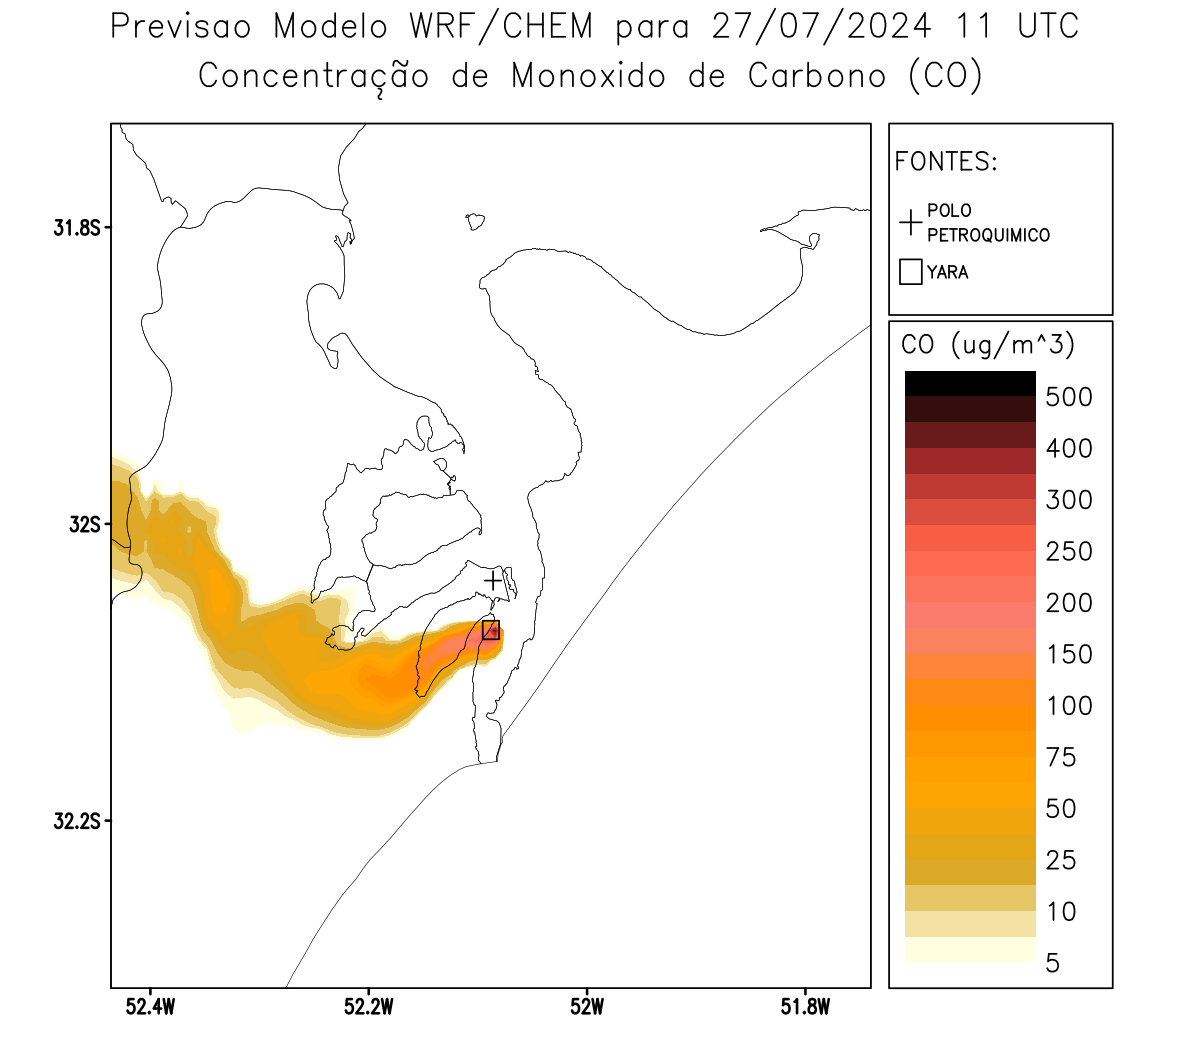 Previsao Modelo WRF/CHEM para 27/07/2024 11 UTC
Concentração de Monoxido de Carbono (CO)
FONTES:
POLO
PETROQUIMICO
YARA
CO (ug/m^3)
500
400
300
250
200
150
100
75
50
25
10
5
31.8S
32S
32.2S
52.4W
52.2W
52W
51.8W